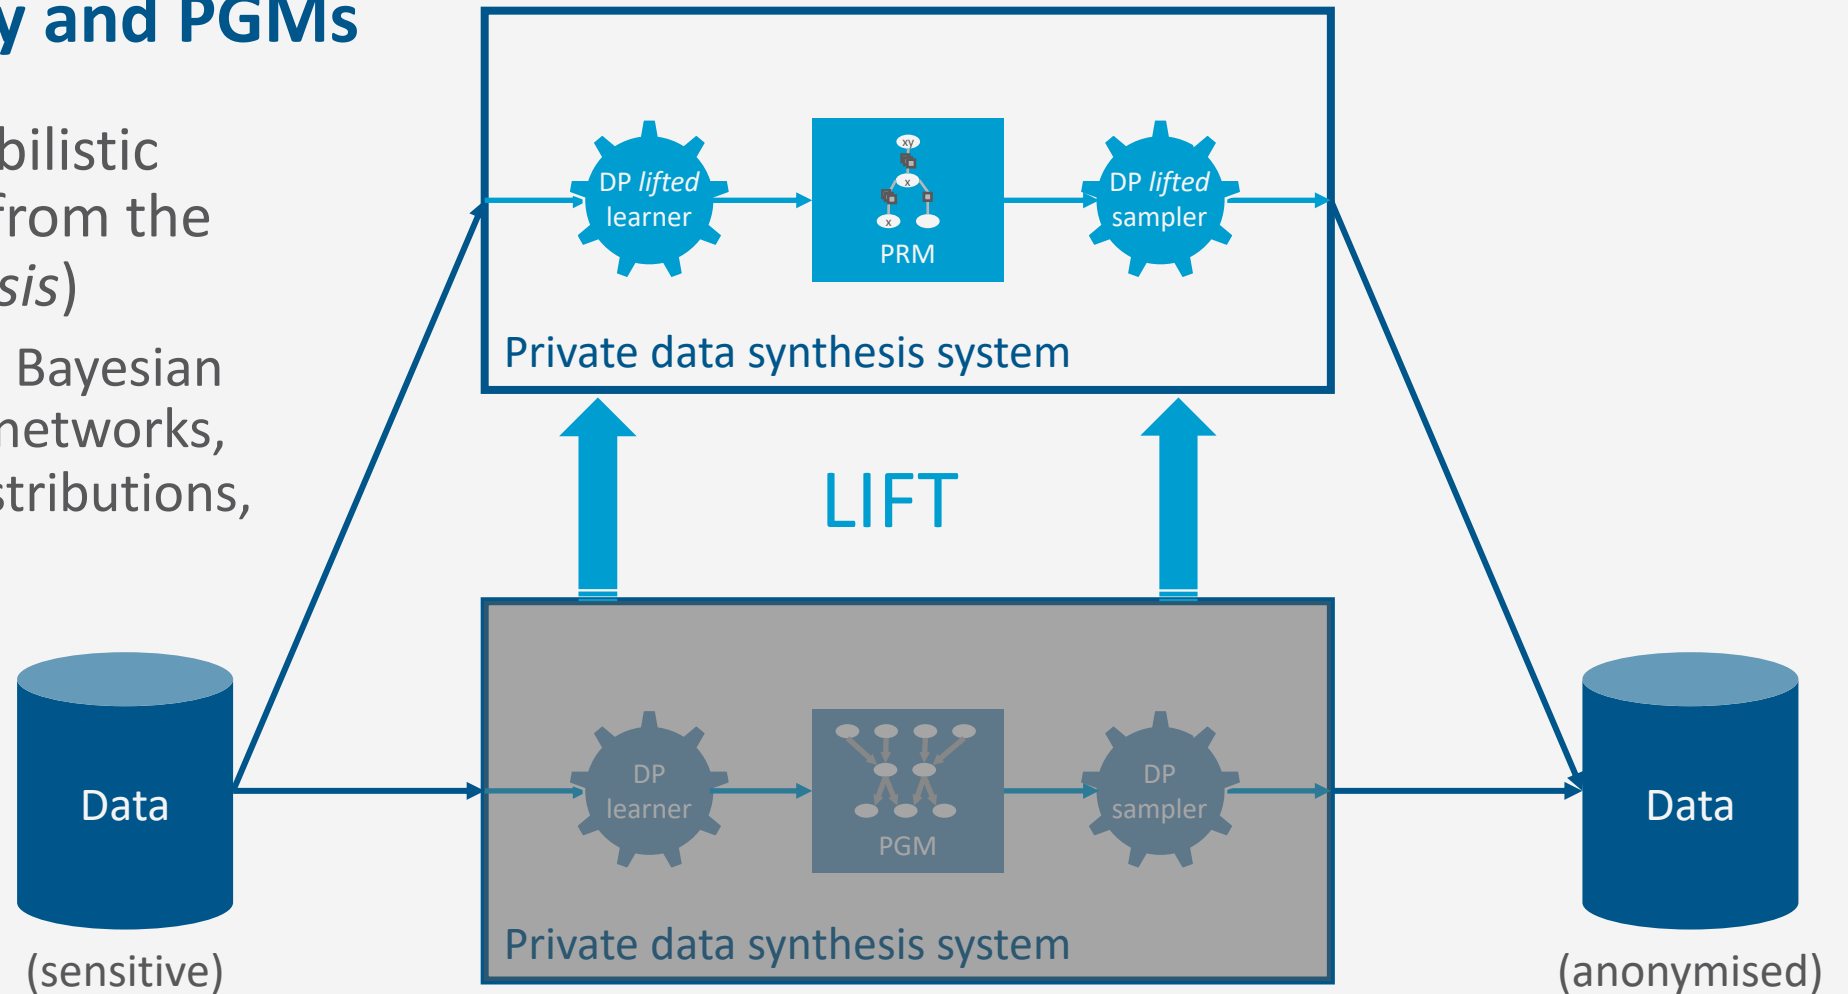 y and PGMs
bilistic
from the
sis)
Bayesian
networks,
stributions,
DP lifted
learner
xy
x
x
PRM
DP lifted
sampler
Private data synthesis system
LIFT
DP
learner
PGM
DP
sampler
Private data synthesis system
Data
(sensitive)
Data
(anonymised)